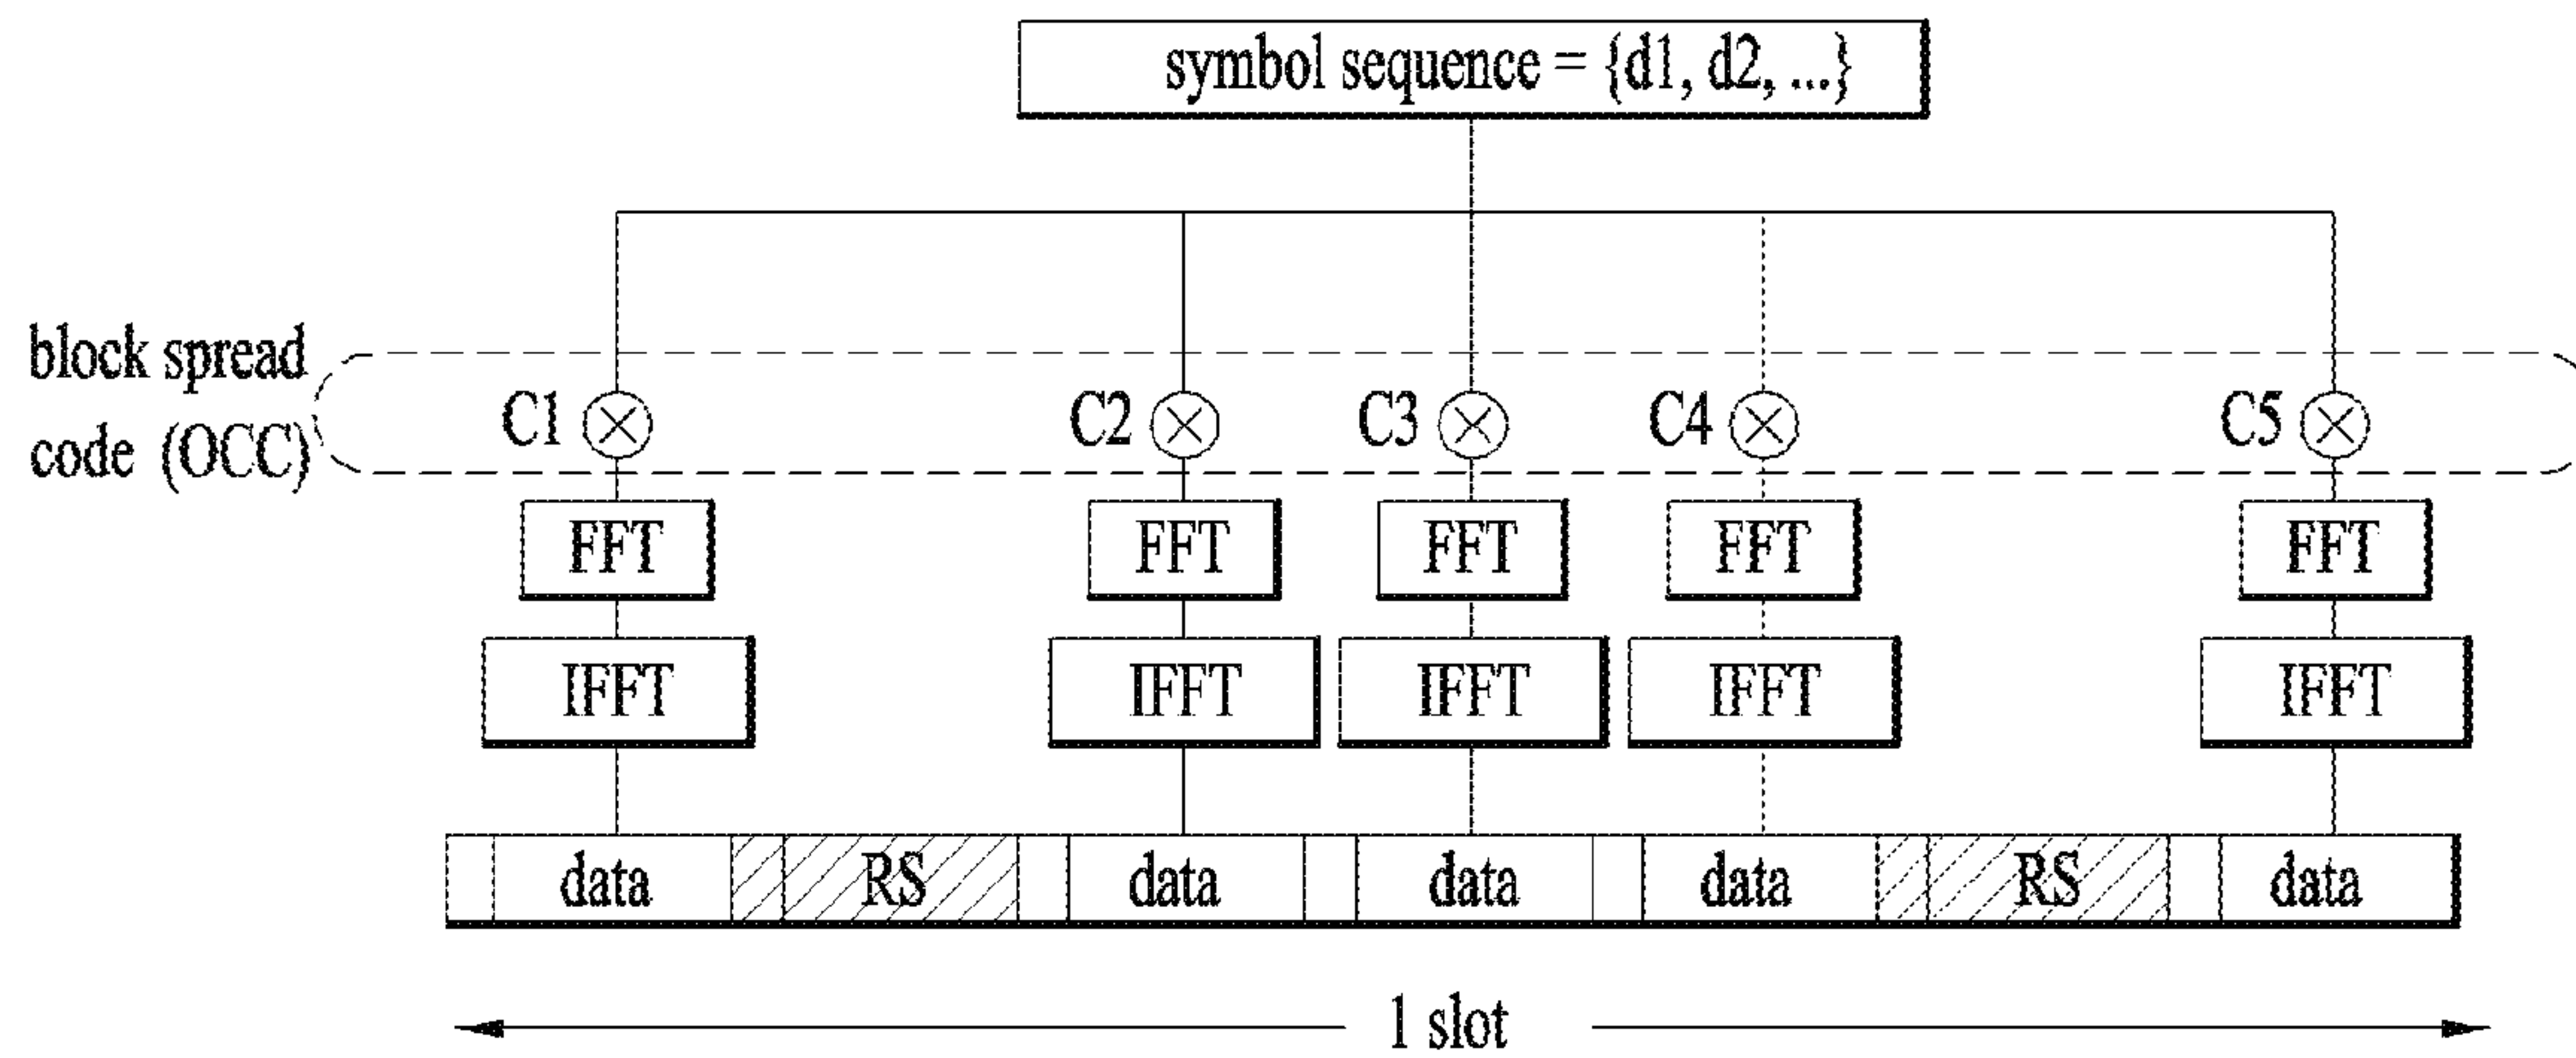 symbol sequence = {d1, d2, ...}
block spread
code (OCC)
C1 C2 C3 C4 C5
FFT FFT FFT FFT FFT
IFFT IFFT IFFT IFFT IFFT
data RS data data data RS data
1 slot